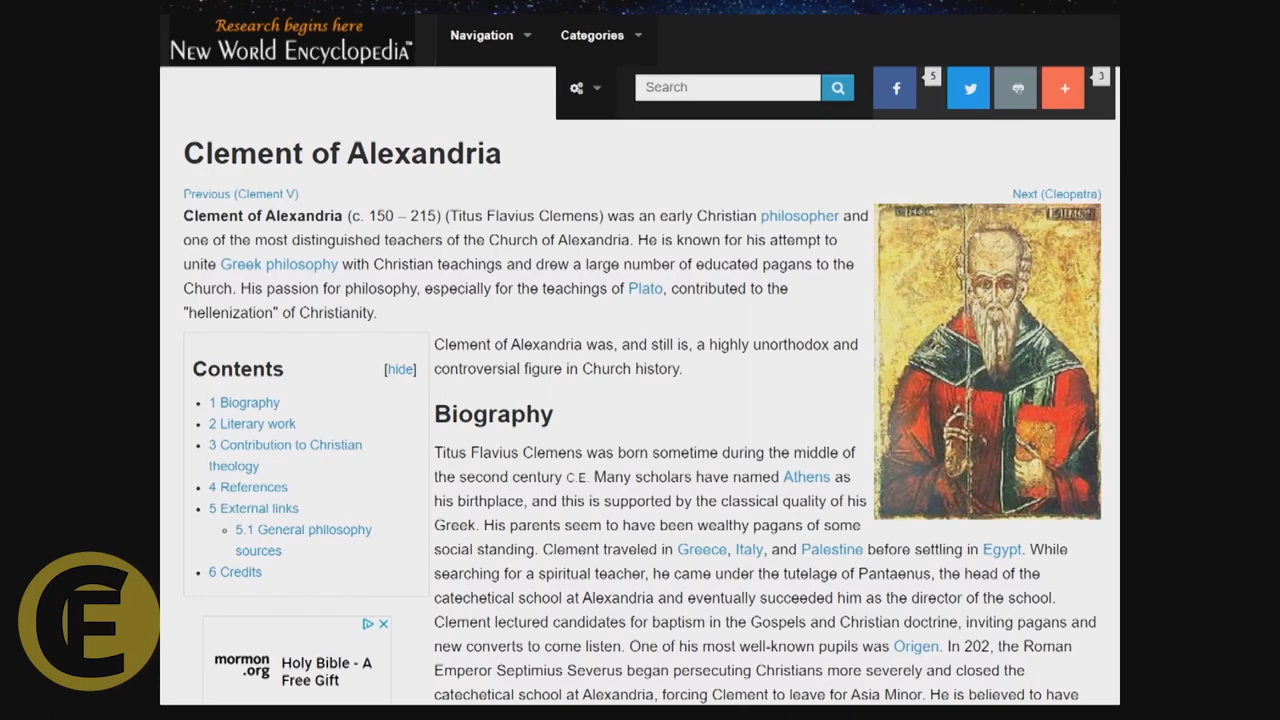 Research begins here
NEW WORLD ENCYCLOPEDIA™
Navigation
Categories
Search
5
3
Clement of Alexandria
Previous (Clement V)
Next (Cleopatra)
Clement of Alexandria (c. 150 – 215) (Titus Flavius Clemens) was an early Christian philosopher and
one of the most distinguished teachers of the Church of Alexandria. He is known for his attempt to
unite Greek philosophy with Christian teachings and drew a large number of educated pagans to the
Church. His passion for philosophy, especially for the teachings of Plato, contributed to the
"hellenization" of Christianity.
Contents [hide]
1 Biography
2 Literary work
3 Contribution to Christian
theology
4 References
5 External links
5.1 General philosophy
sources
6 Credits
Clement of Alexandria was, and still is, a highly unorthodox and
controversial figure in Church history.
Biography
Titus Flavius Clemens was born sometime during the middle of
the second century C.E. Many scholars have named Athens as
his birthplace, and this is supported by the classical quality of his
Greek. His parents seem to have been wealthy pagans of some
social standing. Clement traveled in Greece, Italy, and Palestine before settling in Egypt. While
searching for a spiritual teacher, he came under the tutelage of Pantaenus, the head of the
catechetical school at Alexandria and eventually succeeded him as the director of the school.
Clement lectured candidates for baptism in the Gospels and Christian doctrine, inviting pagans and
new converts to come listen. One of his most well-known pupils was Origen. In 202, the Roman
Emperor Septimius Severus began persecuting Christians more severely and closed the
catechetical school at Alexandria, forcing Clement to leave for Asia Minor. He is believed to have
mormon
.org
Holy Bible - A
Free Gift
CE